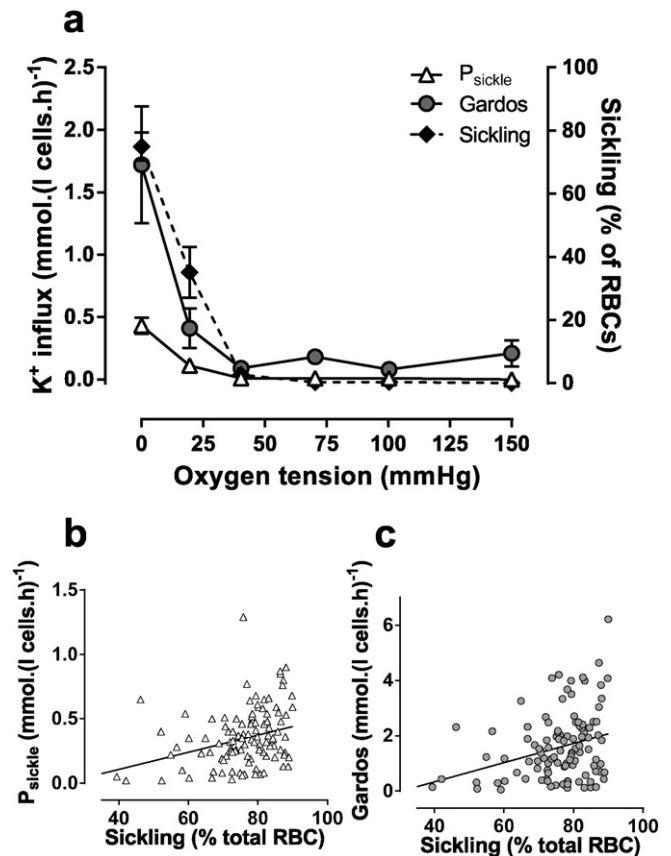 a
K⁺ influx (mmol.(l cells.h)⁻¹
2.5
2.0
1.5
1.0
0.5
0.0
P_sickle
Gardos
Sickling
100
80
60
40
20
0
Sickling (% of RBCs)
0 25 50 75 100 150
Oxygen tension (mmHg)
b
P_sickle (mmol.(l cells.h)⁻¹
1.5
1.0
0.5
0.0
40 60 80 100
Sickling (% total RBC)
c
Gardos (mmol.(l cells.h)⁻¹
6
4
2
0
40 60 80 100
Sickling (% total RBC)